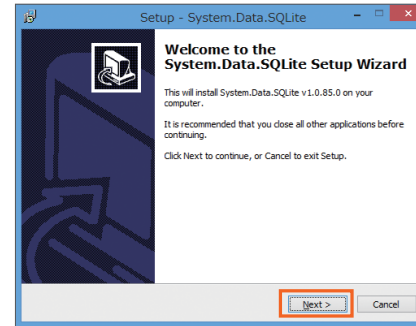 Setup - System.Data.SQLite
Welcome to the
System.Data.SQLite Setup Wizard
This will install System.Data.SQLite v1.0.85.0 on your
computer.
It is recommended that you close all other applications before
continuing.
Click Next to continue, or Cancel to exit Setup.
Next >
Cancel